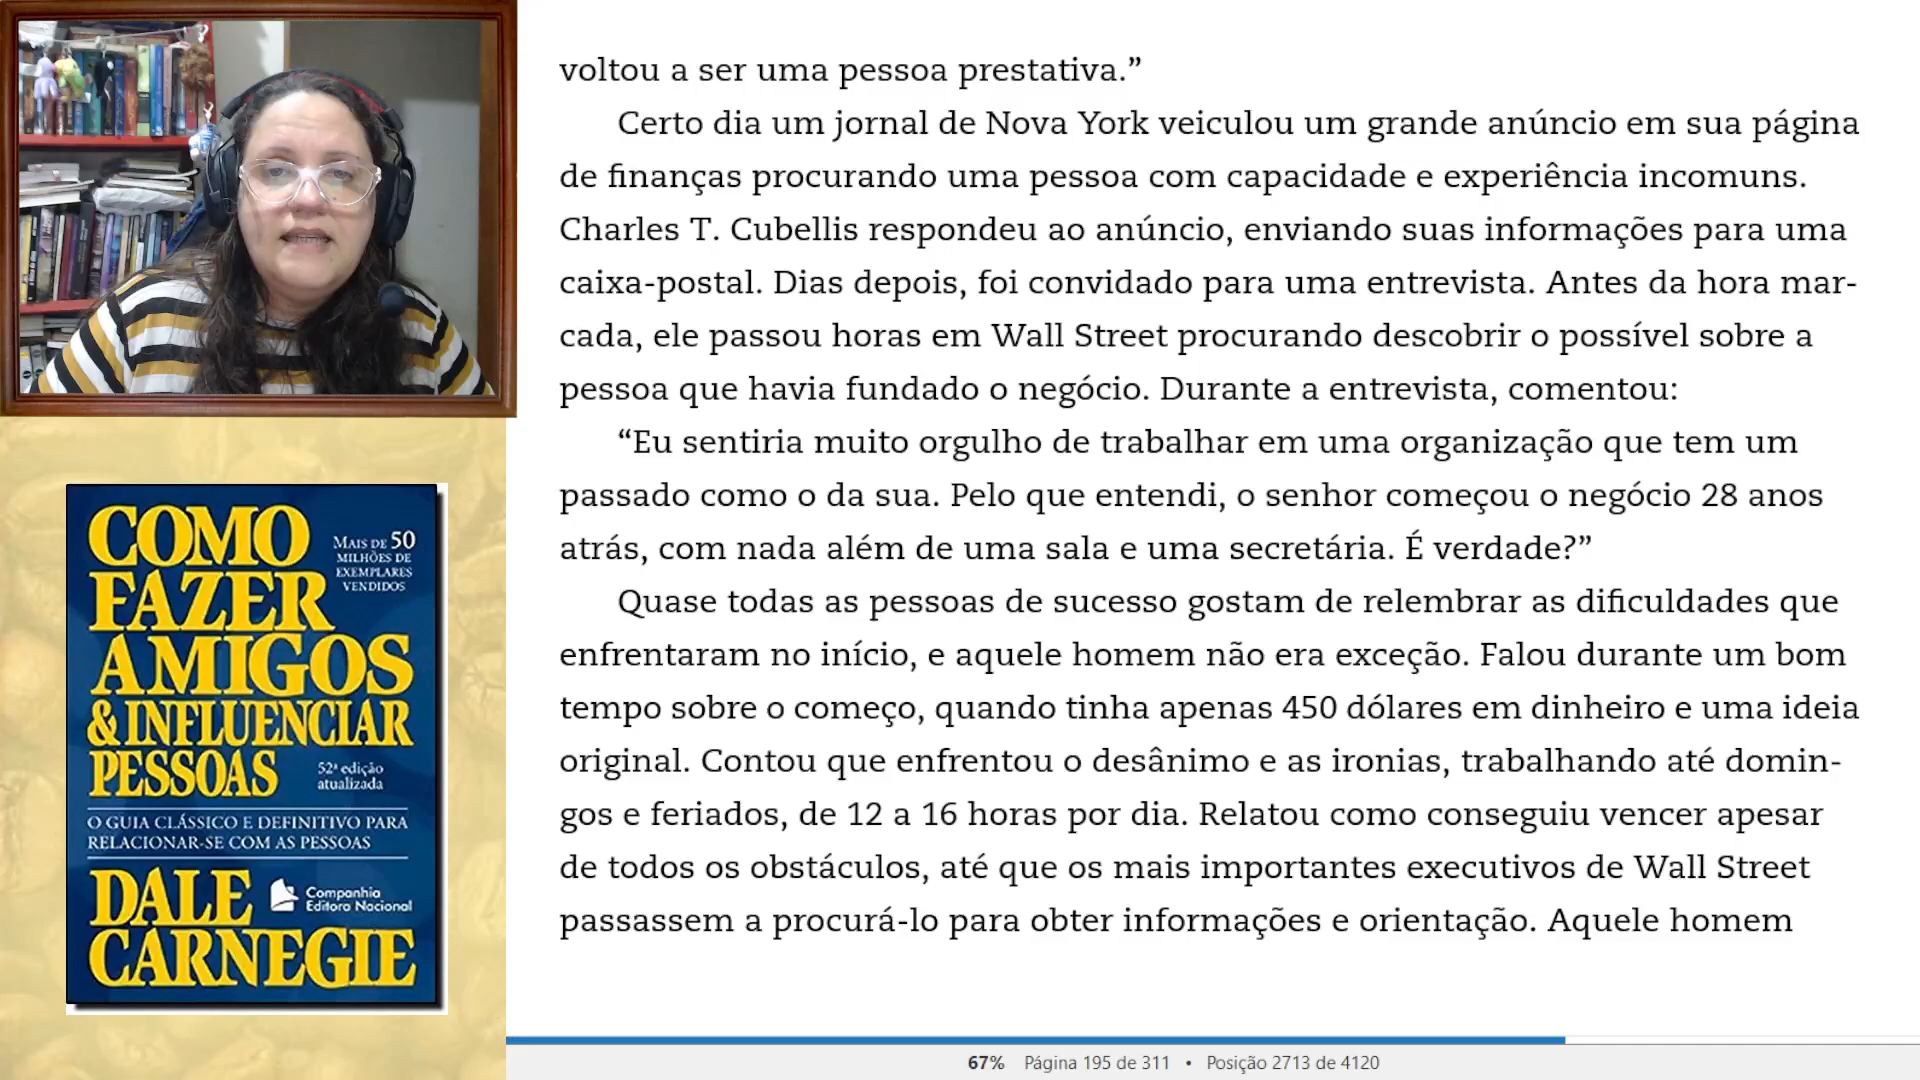 voltou a ser uma pessoa prestativa.”
Certo dia um jornal de Nova York veiculou um grande anúncio em sua página
de finanças procurando uma pessoa com capacidade e experiência incomuns.
Charles T. Cubellis respondeu ao anúncio, enviando suas informações para uma
caixa-postal. Dias depois, foi convidado para uma entrevista. Antes da hora mar-
cada, ele passou horas em Wall Street procurando descobrir o possível sobre a
pessoa que havia fundado o negócio. Durante a entrevista, comentou:
“Eu sentiria muito orgulho de trabalhar em uma organização que tem um
passado como o da sua. Pelo que entendi, o senhor começou o negócio 28 anos
atrás, com nada além de uma sala e uma secretária. É verdade?”
Quase todas as pessoas de sucesso gostam de relembrar as dificuldades que
enfrentaram no início, e aquele homem não era exceção. Falou durante um bom
tempo sobre o começo, quando tinha apenas 450 dólares em dinheiro e uma ideia
original. Contou que enfrentou o desânimo e as ironias, trabalhando até domin-
gos e feriados, de 12 a 16 horas por dia. Relatou como conseguiu vencer apesar
de todos os obstáculos, até que os mais importantes executivos de Wall Street
passassem a procurá-lo para obter informações e orientação. Aquele homem
67% Página 195 de 311 • Posição 2713 de 4120
COMO
FAZER
AMIGOS
& INFLUENCIAR
PESSOAS
MAIS DE 50
MILHÕES DE
EXEMPLARES
VENDIDOS
52ª edição
atualizada
O GUIA CLÁSSICO E DEFINITIVO PARA
RELACIONAR-SE COM AS PESSOAS
DALE
CARNEGIE
Companhia
Editora Nacional